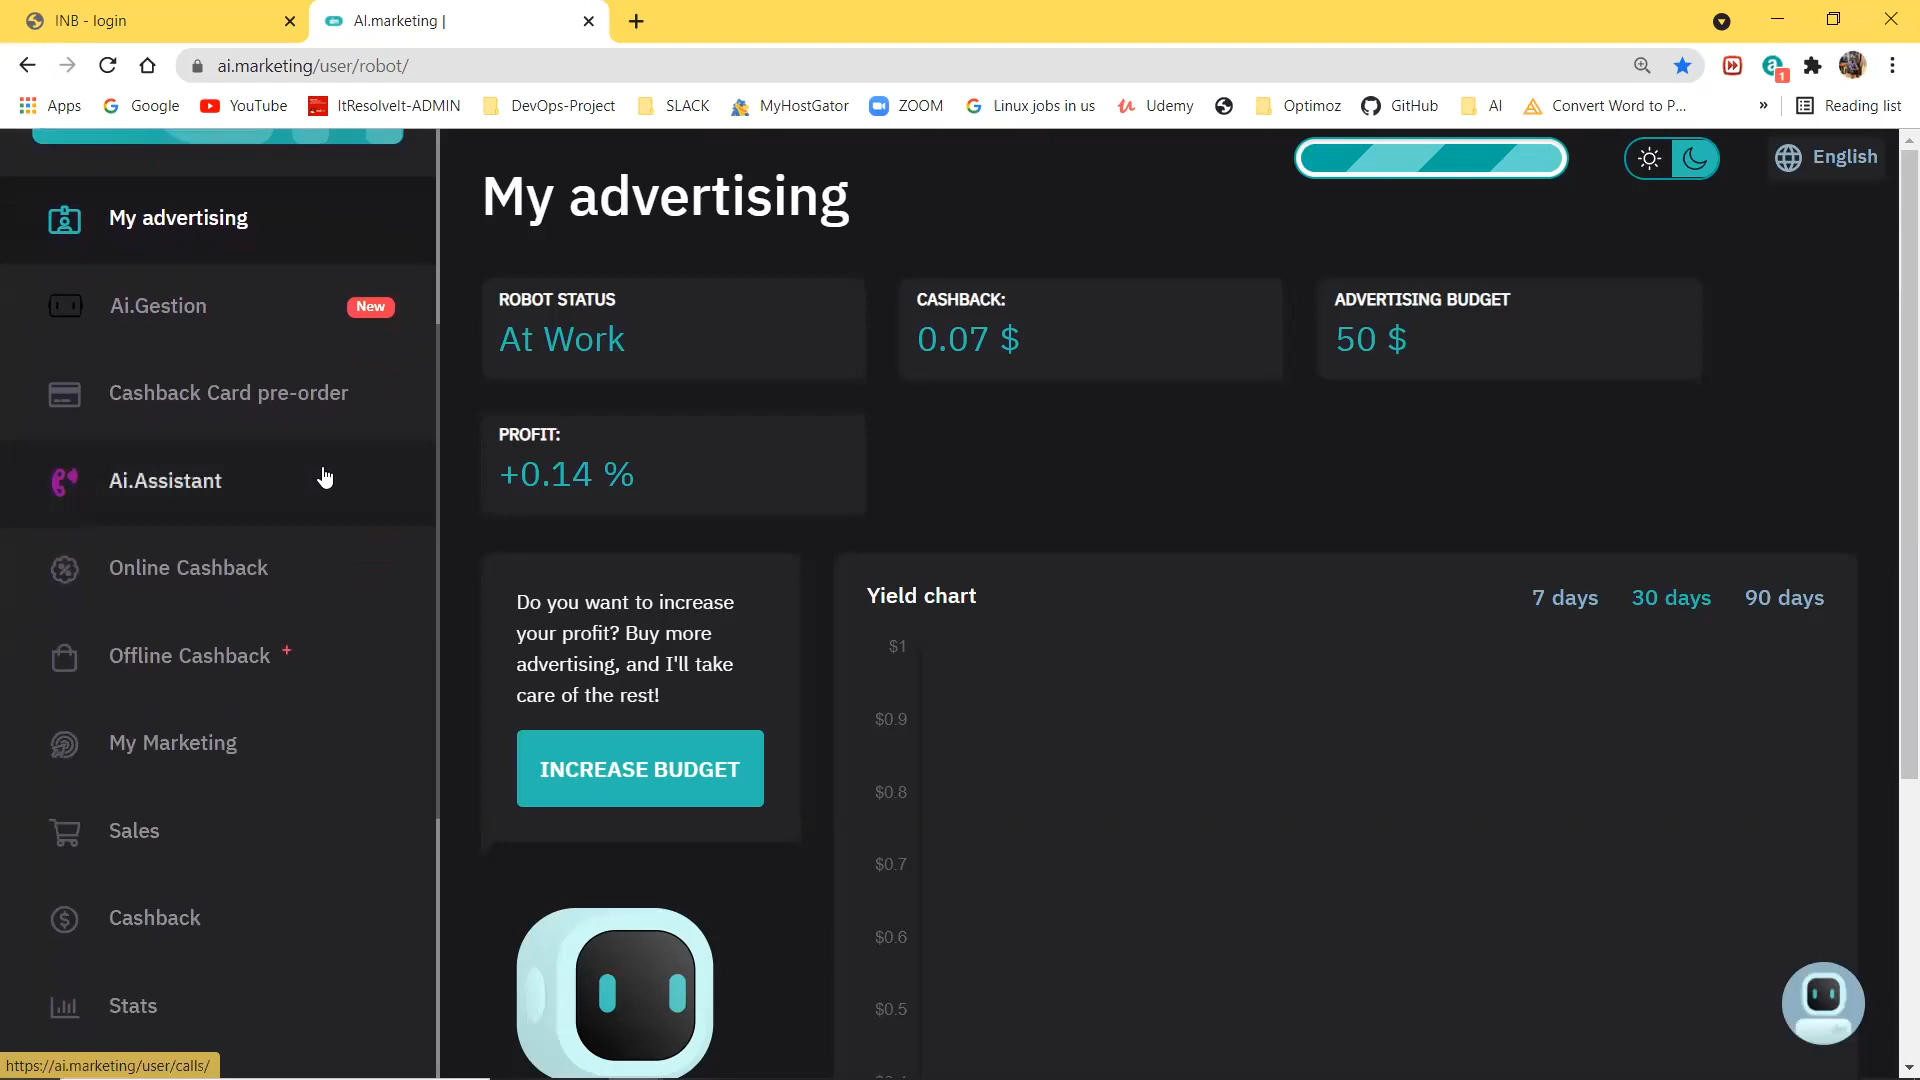 INB - login
AI.marketing |
ai.marketing/user/robot/
1
Apps
Google
YouTube
ItResolveIt-ADMIN
DevOps-Project
SLACK
MyHostGator
ZOOM
Linux jobs in us
Udemy
Optimoz
GitHub
AI
Convert Word to P...
»
Reading list
My advertising
Ai.Gestion
New
Cashback Card pre-order
Ai.Assistant
Online Cashback
Offline Cashback +
My Marketing
Sales
Cashback
Stats
https://ai.marketing/user/calls/
My advertising
English
ROBOT STATUS
At Work
CASHBACK:
0.07 $
ADVERTISING BUDGET
50 $
PROFIT:
+0.14 %
Do you want to increase
your profit? Buy more
advertising, and I'll take
care of the rest!
INCREASE BUDGET
Yield chart
7 days
30 days
90 days
$1
$0.9
$0.8
$0.7
$0.6
$0.5